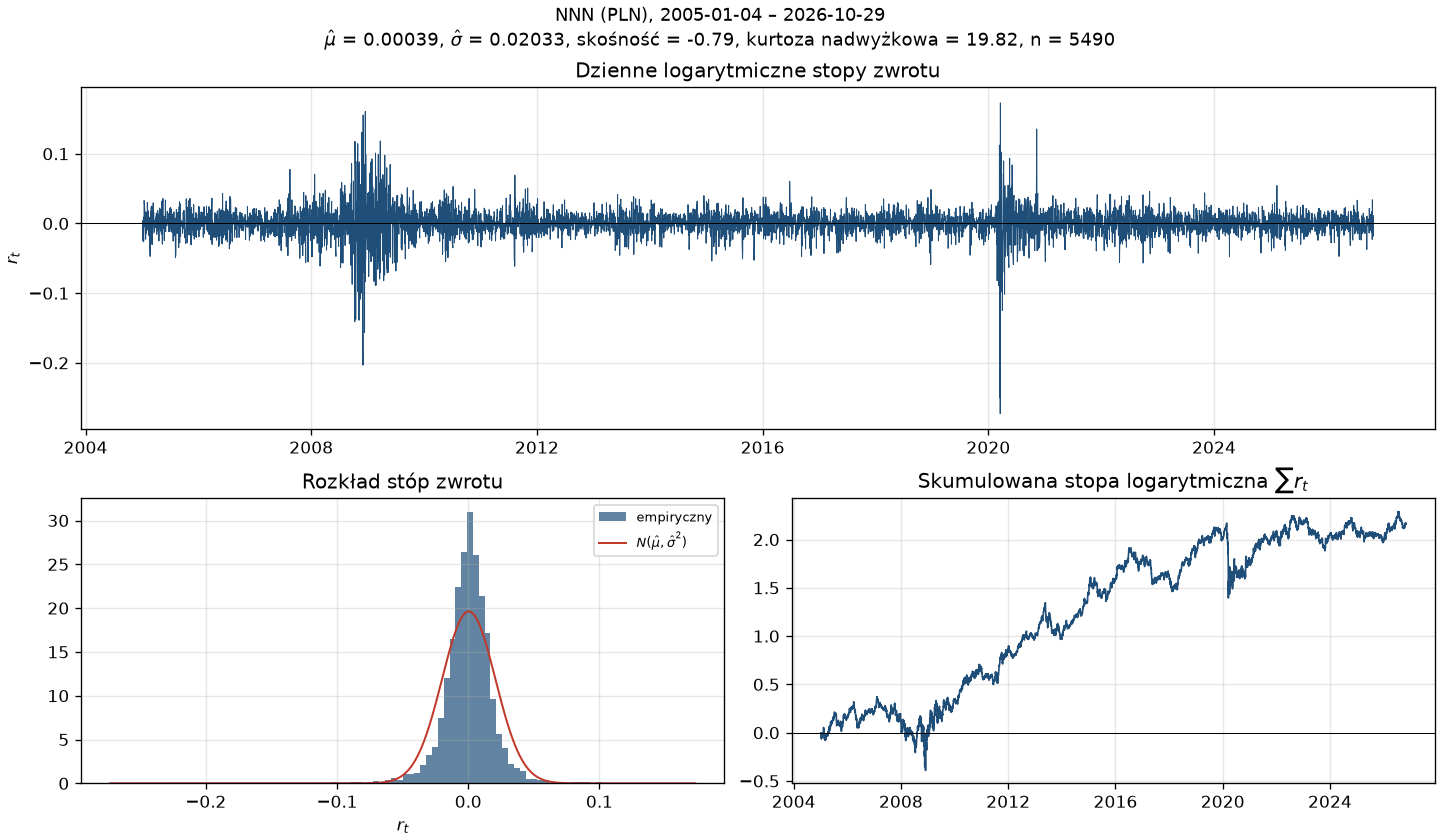 NNN (PLN), 2005-01-04 – 2026-10-29
μ̂ = 0.00039, σ̂ = 0.02033, skośność = -0.79, kurtoza nadwyżkowa = 19.82, n = 5490
Dzienne logarytmiczne stopy zwrotu
0.1
0.0
−0.1
−0.2
r_t
2004 2008 2012 2016 2020 2024
Rozkład stóp zwrotu
30
25
20
15
10
5
0
empiryczny
N(μ̂, σ̂²)
−0.2 −0.1 0.0 0.1
r_t
Skumulowana stopa logarytmiczna ∑r_t
2.0
1.5
1.0
0.5
0.0
−0.5
2004 2008 2012 2016 2020 2024